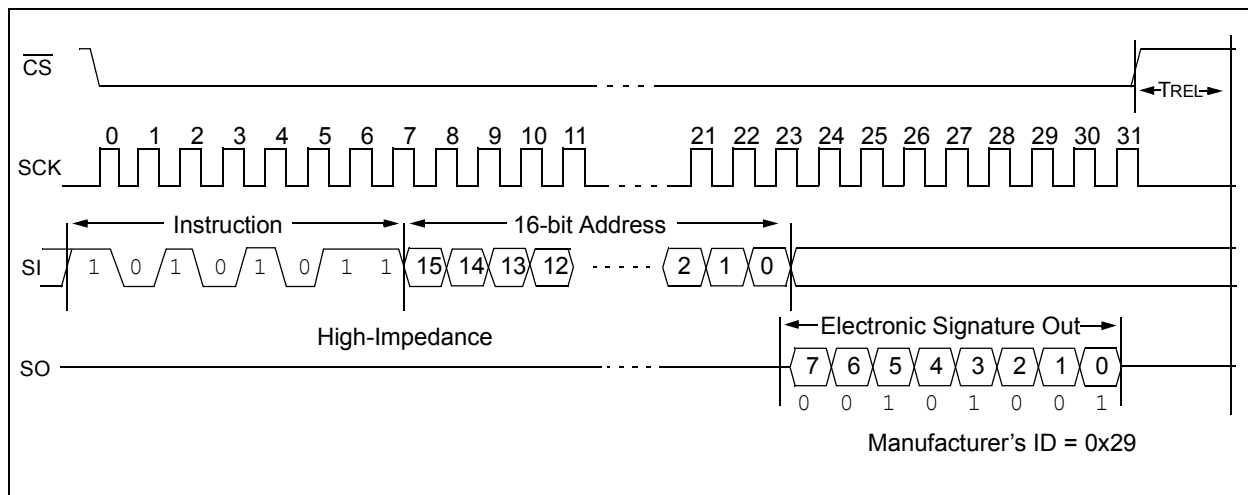 CS
TREL
0 1 2 3 4 5 6 7 8 9 10 11 21 22 23 24 25 26 27 28 29 30 31
SCK
Instruction 16-bit Address
SI 1 0 1 0 1 0 1 1 15 14 13 12 2 1 0
High-Impedance Electronic Signature Out
SO 7 6 5 4 3 2 1 0
0 0 1 0 1 0 0 1
Manufacturer’s ID = 0x29